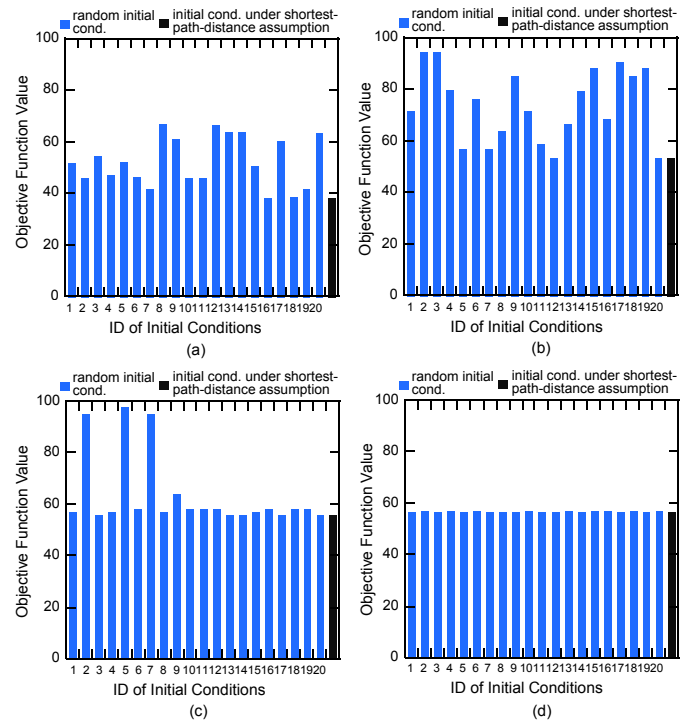 random initial cond.
initial cond. under shortest-path-distance assumption
100
80
60
40
20
0
Objective Function Value
1 2 3 4 5 6 7 8 9 10 11 12 13 14 15 16 17 18 19 20
ID of Initial Conditions
(a)
random initial cond.
initial cond. under shortest-path-distance assumption
100
80
60
40
20
0
Objective Function Value
1 2 3 4 5 6 7 8 9 10 11 12 13 14 15 16 17 18 19 20
ID of Initial Conditions
(b)
random initial cond.
initial cond. under shortest-path-distance assumption
100
80
60
40
20
0
Objective Function Value
1 2 3 4 5 6 7 8 9 10 11 12 13 14 15 16 17 18 19 20
ID of Initial Conditions
(c)
random initial cond.
initial cond. under shortest-path-distance assumption
100
80
60
40
20
0
Objective Function Value
1 2 3 4 5 6 7 8 9 10 11 12 13 14 15 16 17 18 19 20
ID of Initial Conditions
(d)